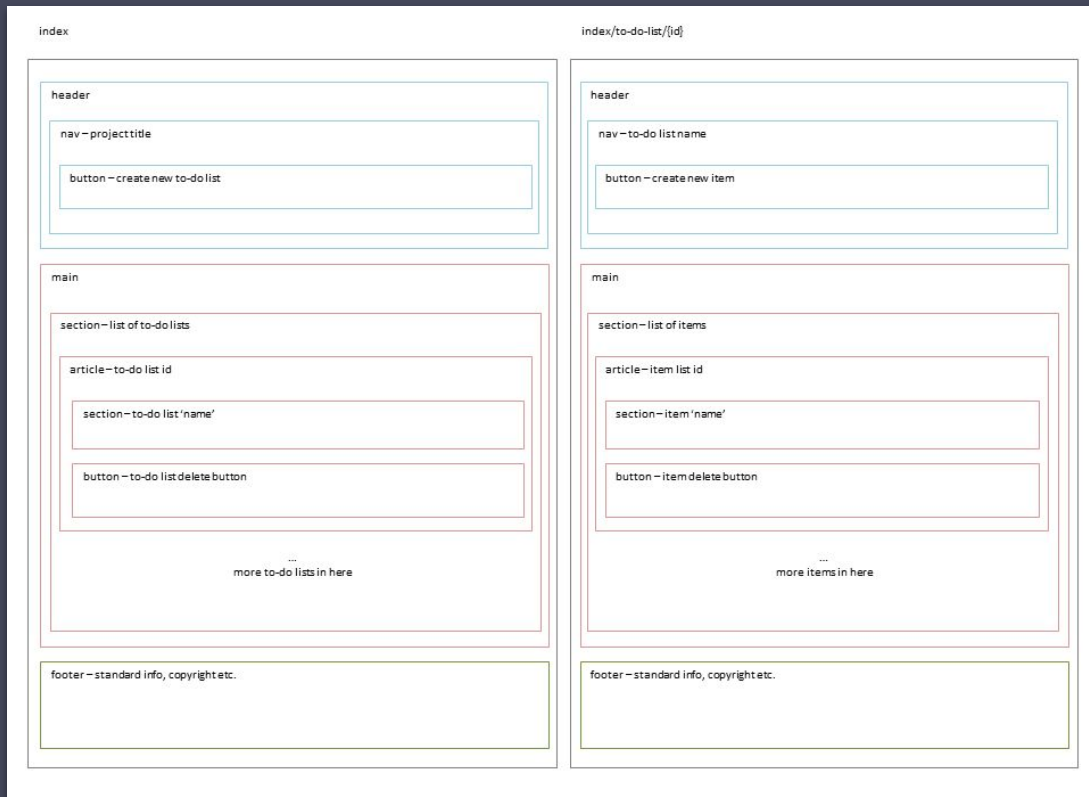 index
header
nav – project title
button – create new to-do list
main
section – list of to-do lists
article – to-do list id
section – to-do list ‘name’
button – to-do list delete button
...
more to-do lists in here
footer – standard info, copyright etc.
index/to-do-list/{id}
header
nav – to-do list name
button – create new item
main
section – list of items
article – item list id
section – item ‘name’
button – item delete button
...
more items in here
footer – standard info, copyright etc.